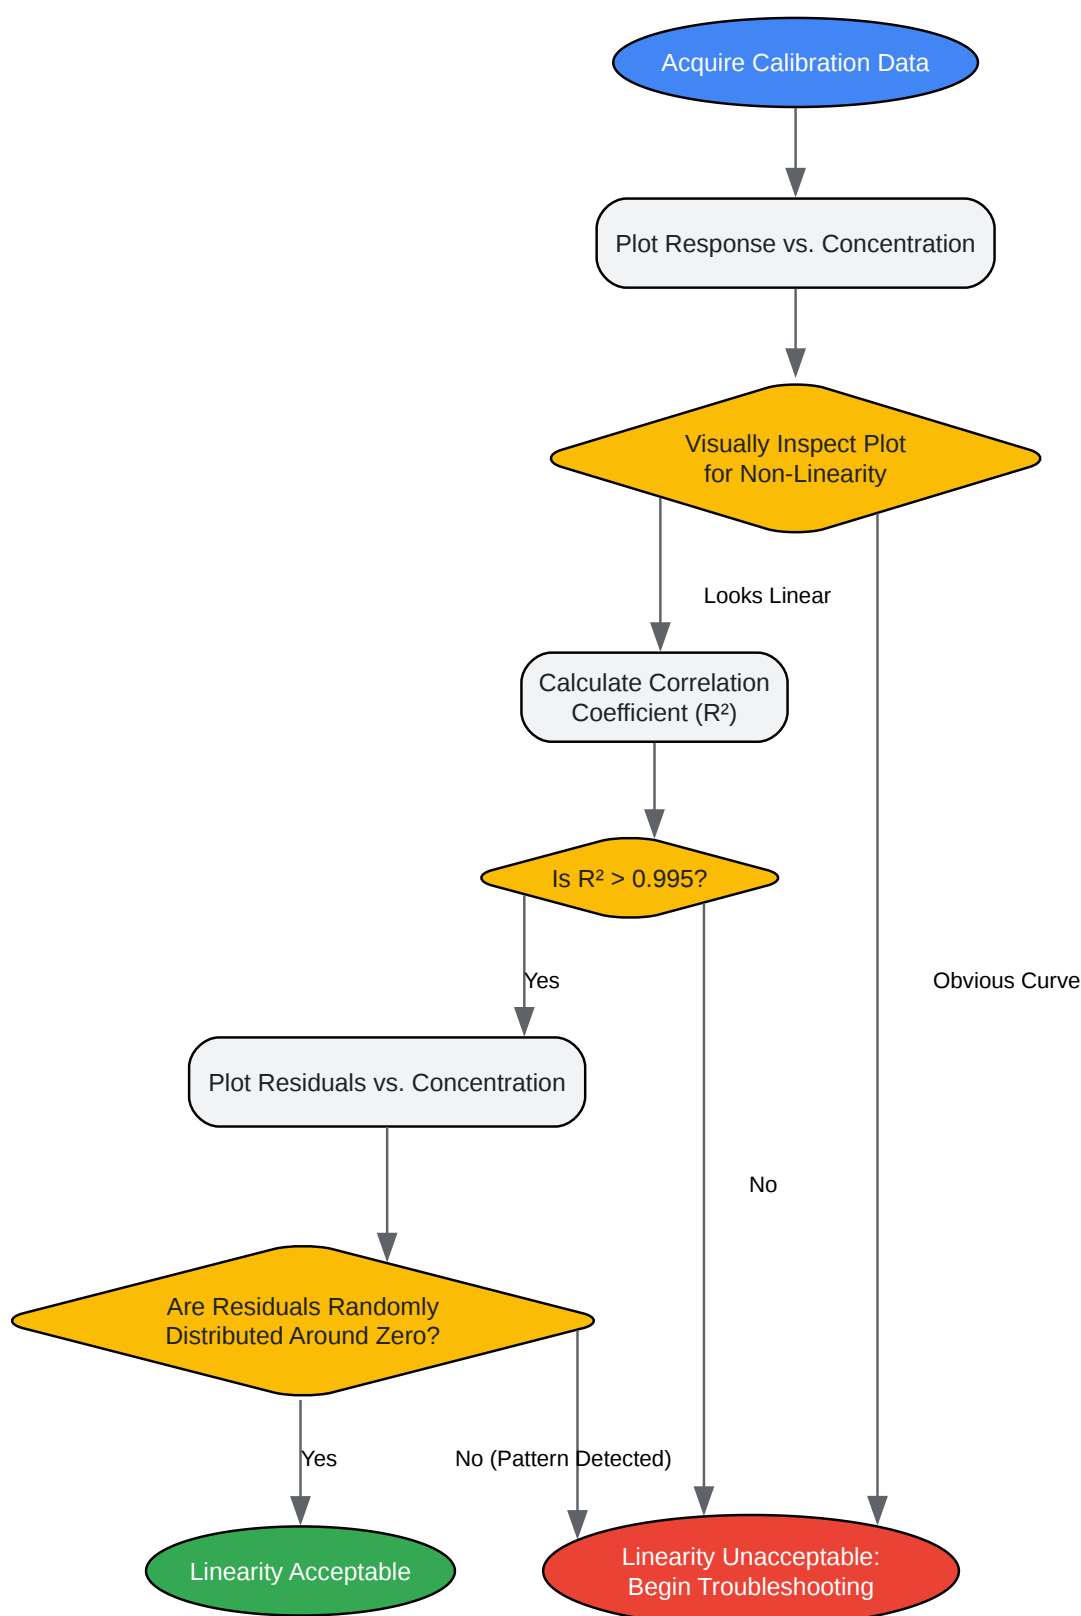 Acquire Calibration Data
Plot Response vs. Concentration
Visually Inspect Plot
for Non-Linearity
Looks Linear
Calculate Correlation
Coefficient (R²)
Is R² > 0.995?
Yes
Obvious Curve
Plot Residuals vs. Concentration
No
Are Residuals Randomly
Distributed Around Zero?
Yes
No (Pattern Detected)
Linearity Acceptable
Linearity Unacceptable:
Begin Troubleshooting